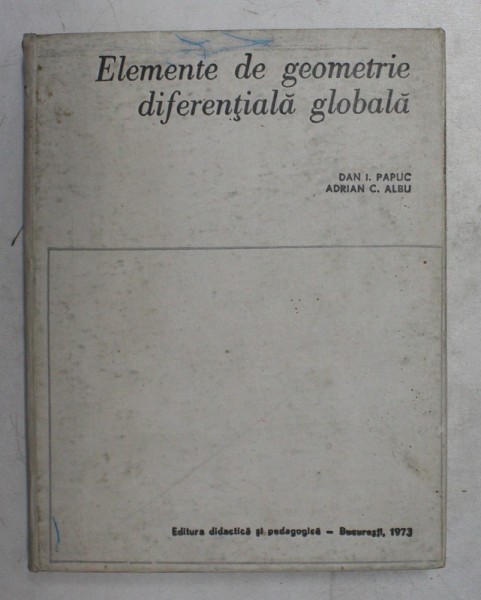 Elemente de geometrie
diferențială globală
DAN I. PAPUC
ADRIAN C. ALBU
Editura didactică și pedagogică – București, 1973